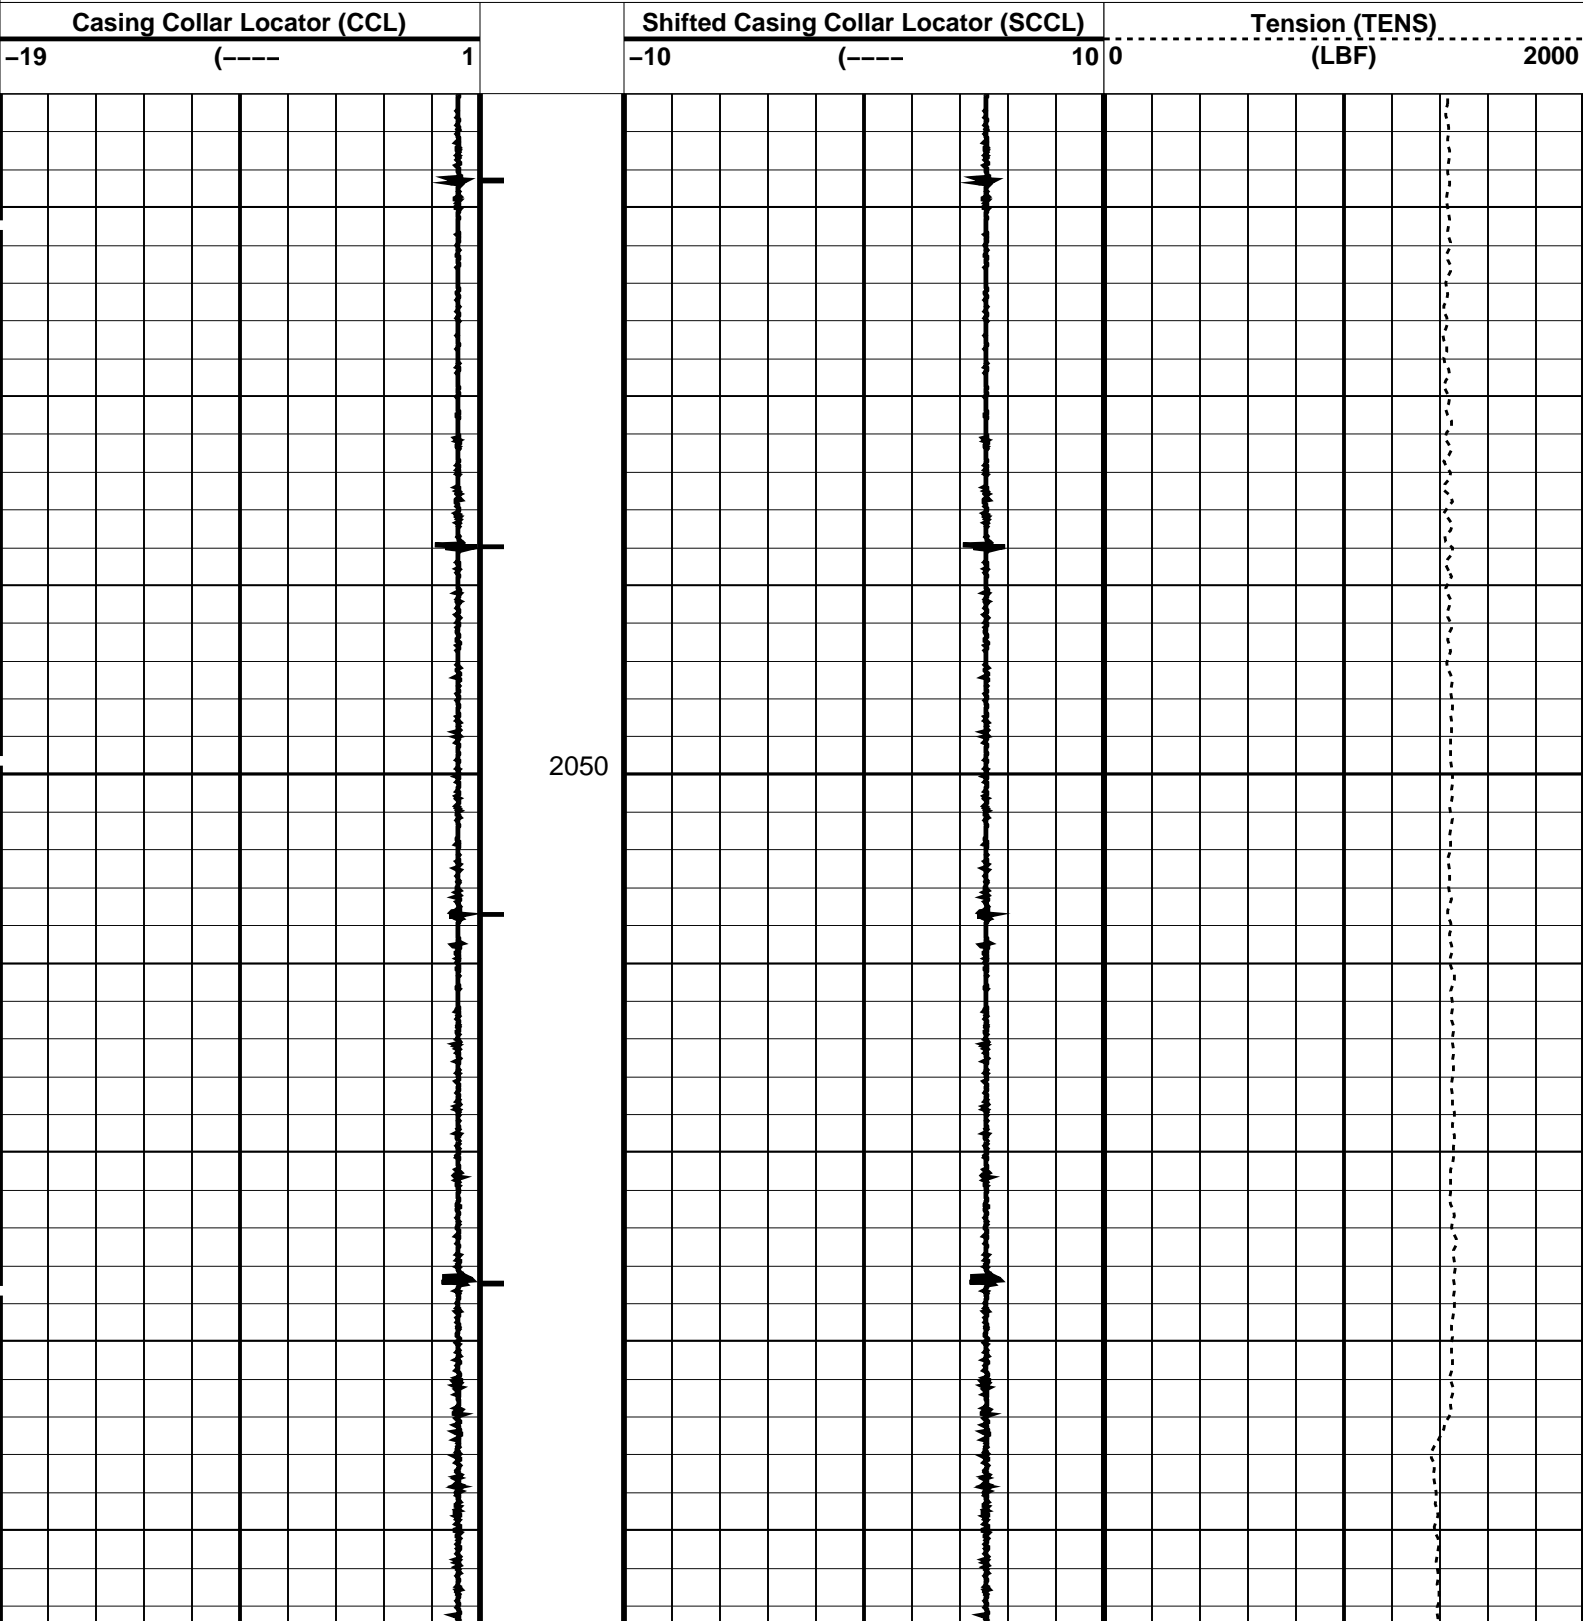 Casing Collar Locator (CCL)
−19 (−−−− 1
Shifted Casing Collar Locator (SCCL)
−10 (−−−− 10
Tension (TENS)
0 (LBF) 2000
2050